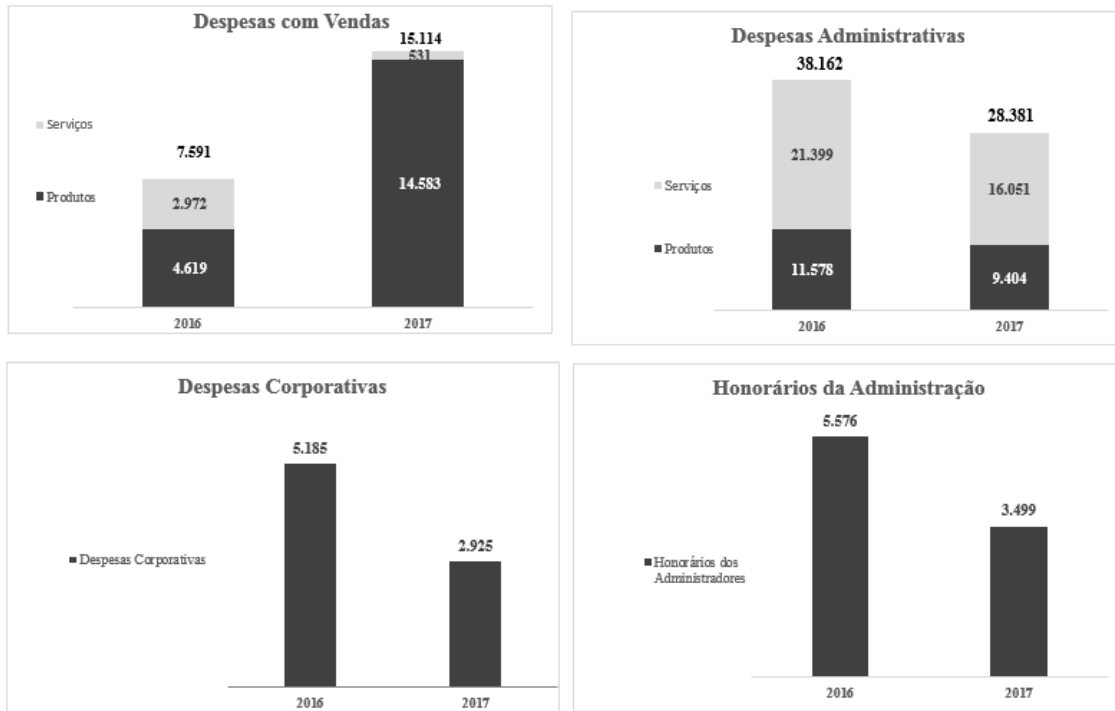 Despesas com Vendas
15.114
531
Serviços
7.591
Produtos
2.972
14.583
4.619
2016
2017
Despesas Administrativas
38.162
28.381
21.399
Serviços
16.051
Produtos
11.578
9.404
2016
2017
Despesas Corporativas
5.185
2.925
Despesas Corporativas
2016
2017
Honorários da Administração
5.576
3.499
Honorários dos
Administradores
2016
2017